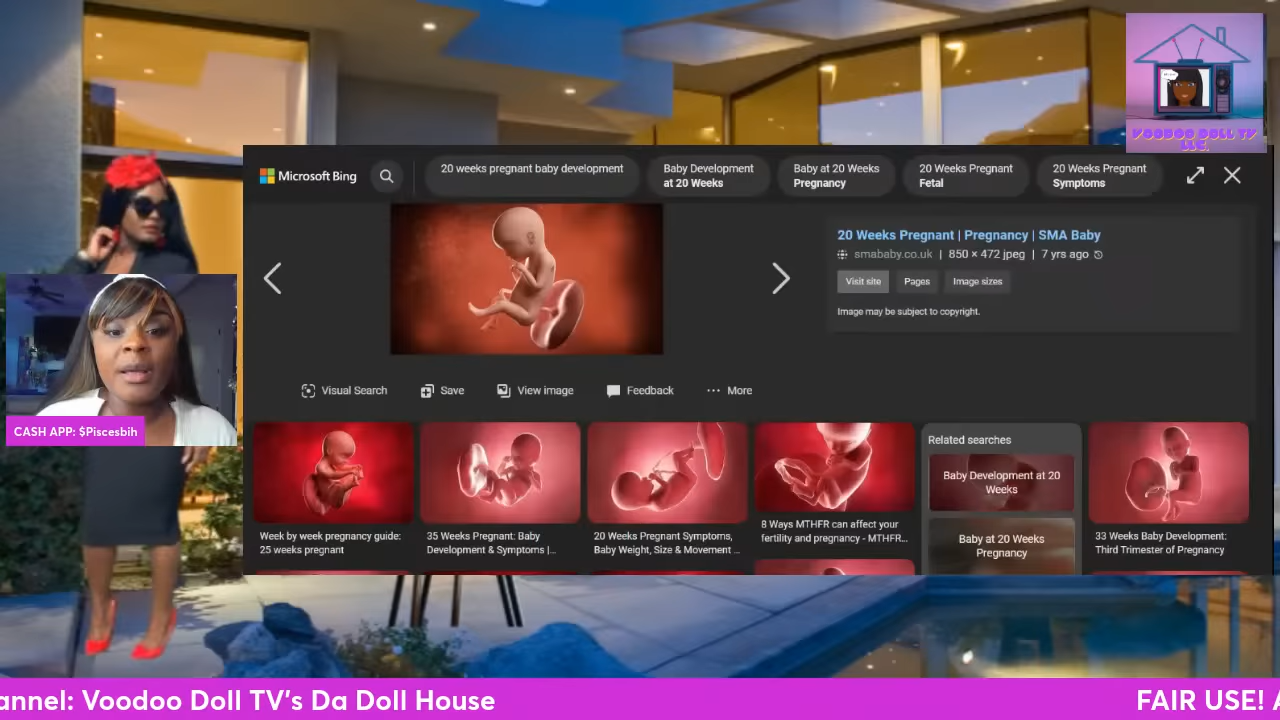 VOODOO DOLL TV
LLC.
Microsoft Bing
20 weeks pregnant baby development
Baby Development
at 20 Weeks
Baby at 20 Weeks
Pregnancy
20 Weeks Pregnant
Fetal
20 Weeks Pregnant
Symptoms
20 Weeks Pregnant | Pregnancy | SMA Baby
smababy.co.uk | 850 × 472 jpeg | 7 yrs ago
Visit site
Pages
Image sizes
Image may be subject to copyright.
Visual Search
Save
View image
Feedback
More
CASH APP: $Piscesbih
Week by week pregnancy guide:
25 weeks pregnant
35 Weeks Pregnant: Baby
Development & Symptoms |...
20 Weeks Pregnant Symptoms,
Baby Weight, Size & Movement ...
8 Ways MTHFR can affect your
fertility and pregnancy - MTHFR...
Related searches
Baby Development at 20
Weeks
Baby at 20 Weeks
Pregnancy
33 Weeks Baby Development:
Third Trimester of Pregnancy
annel: Voodoo Doll TV's Da Doll House
FAIR USE! A